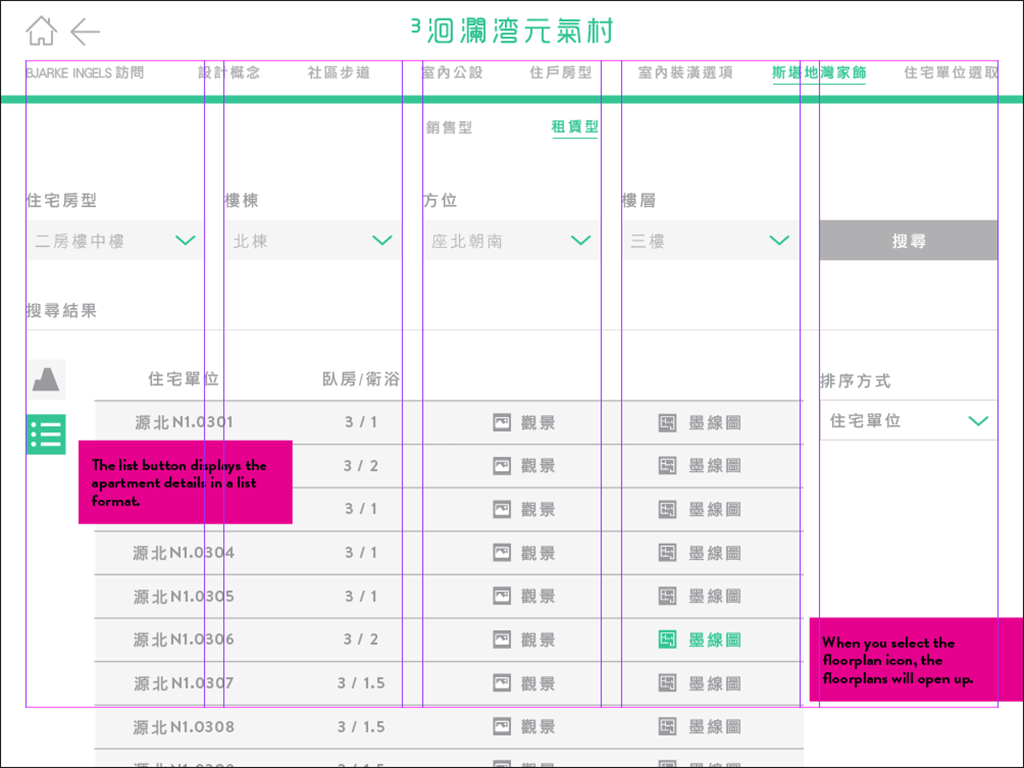 ³洄瀾湾元氣村
BJARKE INGELS 訪問 設計概念 社區步道 室內公設 住戶房型 室內裝潢選項 斯堪地灣家飾 住宅單位選取
銷售型 租賃型
住宅房型 樓棟 方位 樓層
二房樓中樓 北棟 座北朝南 三樓 搜尋
搜尋結果
住宅單位 臥房/衛浴 排序方式
源北N1.0301 3 / 1 觀景 墨線圖 住宅單位
The list button displays the
apartment details in a list
format.
3 / 2 觀景 墨線圖
3 / 1 觀景 墨線圖
源北N1.0304 3 / 1 觀景 墨線圖
源北N1.0305 3 / 1 觀景 墨線圖
源北N1.0306 3 / 2 觀景 墨線圖
When you select the
floorplan icon, the
floorplans will open up.
源北N1.0307 3 / 1.5 觀景 墨線圖
源北N1.0308 3 / 1.5 觀景 墨線圖